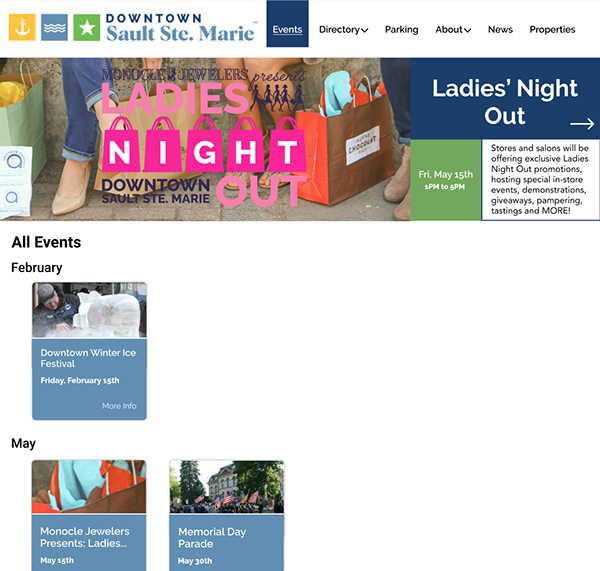 DOWNTOWN
Sault Ste. Marie™
Events
Directory
Parking
About
News
Properties
MONOCLE JEWELERS presents
LADIES
NIGHT
DOWNTOWN
SAULT STE. MARIE
OUT
CHOCOLAT
Ladies' Night
Out
Fri. May 15th
1PM to 5PM
Stores and salons will be
offering exclusive Ladies
Night Out promotions,
hosting special in-store
events, demonstrations,
giveaways, pampering,
tastings and MORE!
All Events
February
Downtown Winter Ice
Festival
Friday, February 15th
More Info
May
Monocle Jewelers
Presents: Ladies...
May 15th
Memorial Day
Parade
May 30th